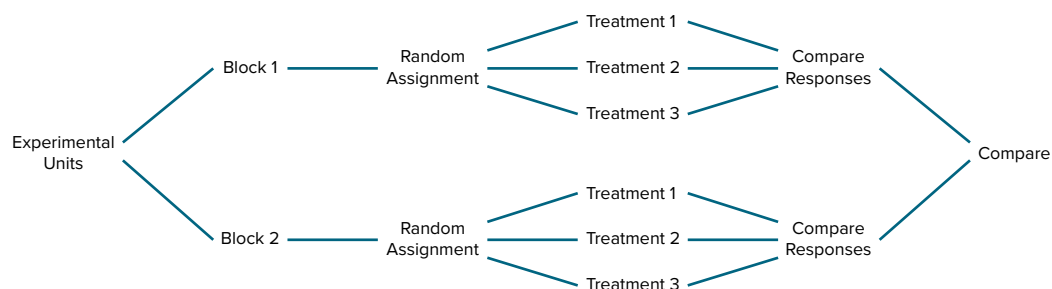 Experimental
Units
Block 1
Random
Assignment
Treatment 1
Treatment 2
Treatment 3
Compare
Responses
Block 2
Random
Assignment
Treatment 1
Treatment 2
Treatment 3
Compare
Responses
Compare